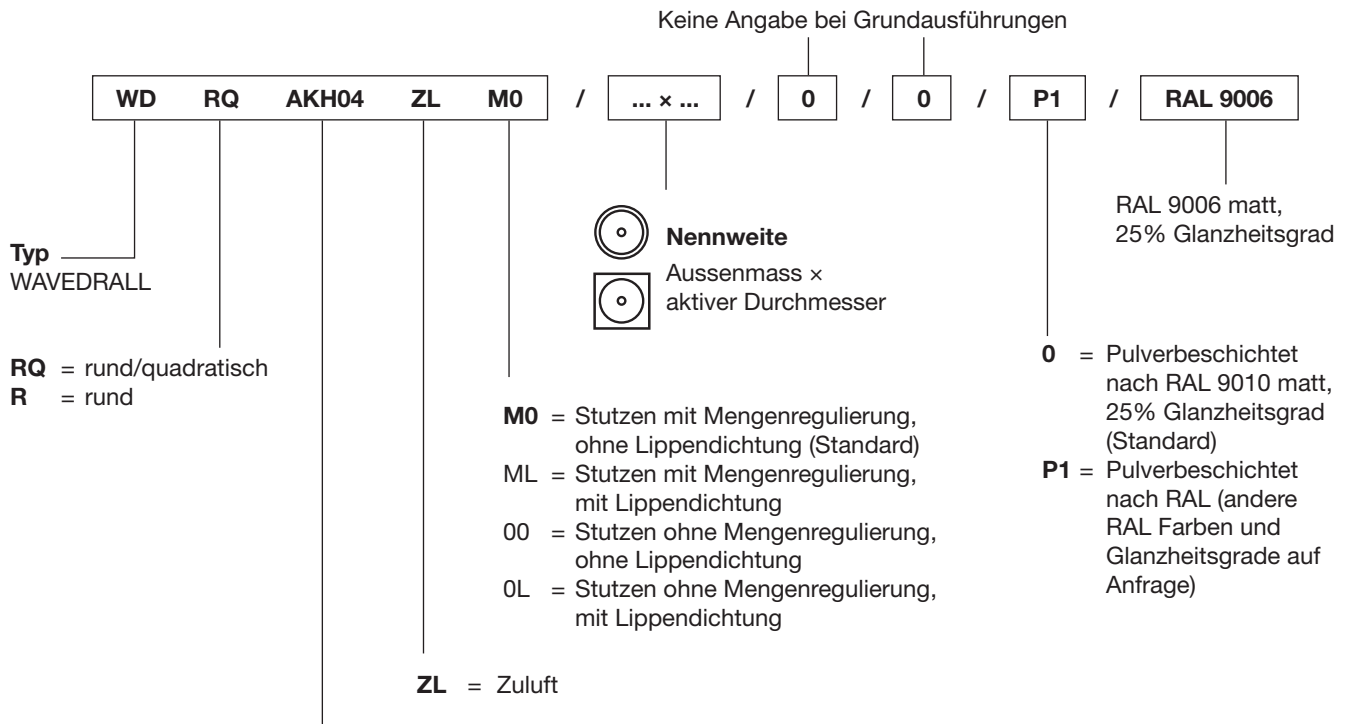 Keine Angabe bei Grundausführungen
WD RQ AKH04 ZL M0 / ... × ... / 0 / 0 / P1 / RAL 9006
RAL 9006 matt,
25% Glanzheitsgrad
Typ
WAVEDRALL
Nennweite
Aussenmass ×
aktiver Durchmesser
RQ = rund/quadratisch
R = rund
M0 = Stutzen mit Mengenregulierung,
ohne Lippendichtung (Standard)
ML = Stutzen mit Mengenregulierung,
mit Lippendichtung
00 = Stutzen ohne Mengenregulierung,
ohne Lippendichtung
0L = Stutzen ohne Mengenregulierung,
mit Lippendichtung
0 = Pulverbeschichtet
nach RAL 9010 matt,
25% Glanzheitsgrad
(Standard)
P1 = Pulverbeschichtet
nach RAL (andere
RAL Farben und
Glanzheitsgrade auf
Anfrage)
ZL = Zuluft